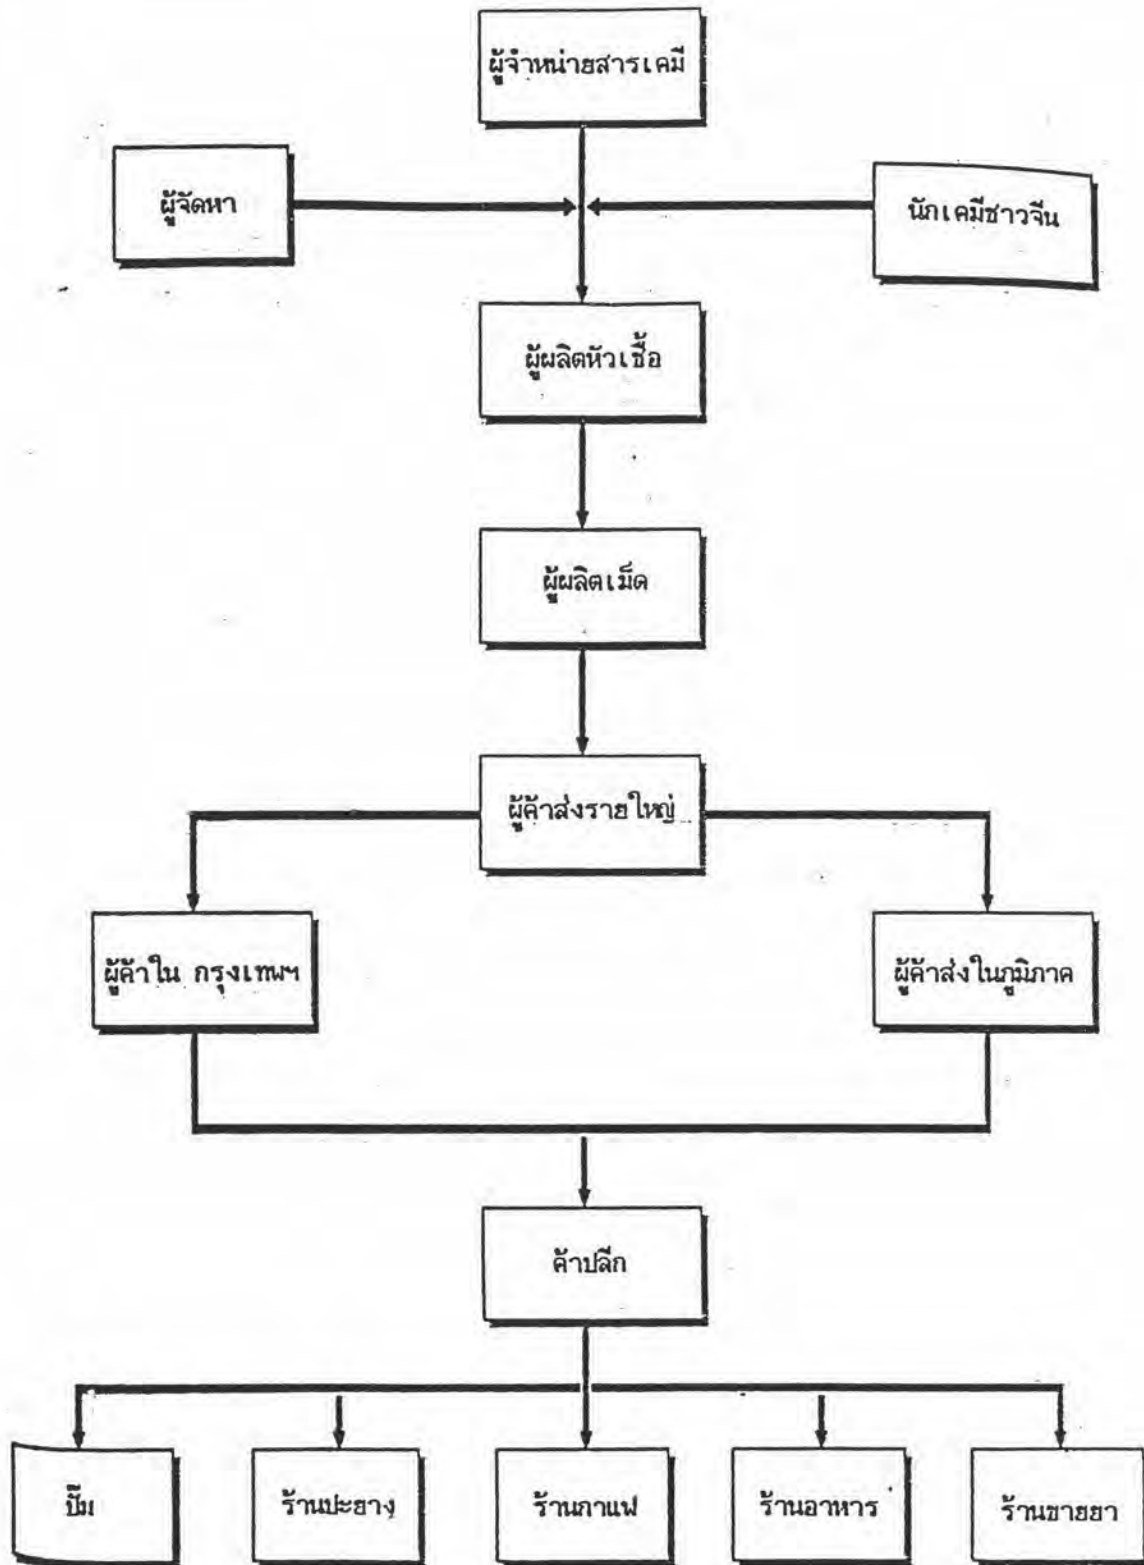 ผู้จำหน่ายสารเคมี
ผู้จัดหา
นักเคมีชาวจีน
ผู้ผลิตหัวเชื้อ
ผู้ผลิตเม็ด
ผู้ค้าส่งรายใหญ่
ผู้ค้าใน กรุงเทพฯ
ผู้ค้าส่งในภูมิภาค
ค้าปลีก
ปั๊ม
ร้านปะยาง
ร้านกาแฟ
ร้านอาหาร
ร้านขายยา